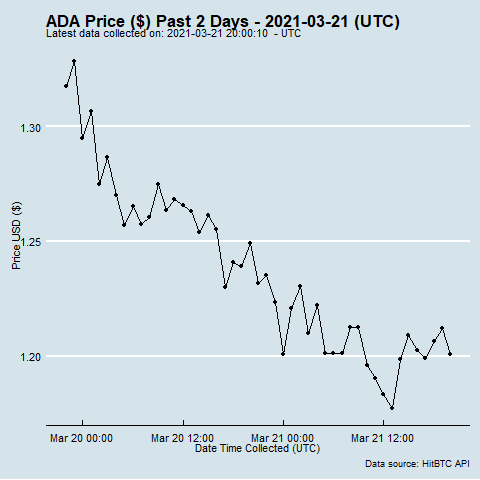 ADA Price ($) Past 2 Days - 2021-03-21 (UTC)
Latest data collected on: 2021-03-21 20:00:10 - UTC
Price USD ($)
1.30
1.25
1.20
Mar 20 00:00 Mar 20 12:00 Mar 21 00:00 Mar 21 12:00
Date Time Collected (UTC)
Data source: HitBTC API